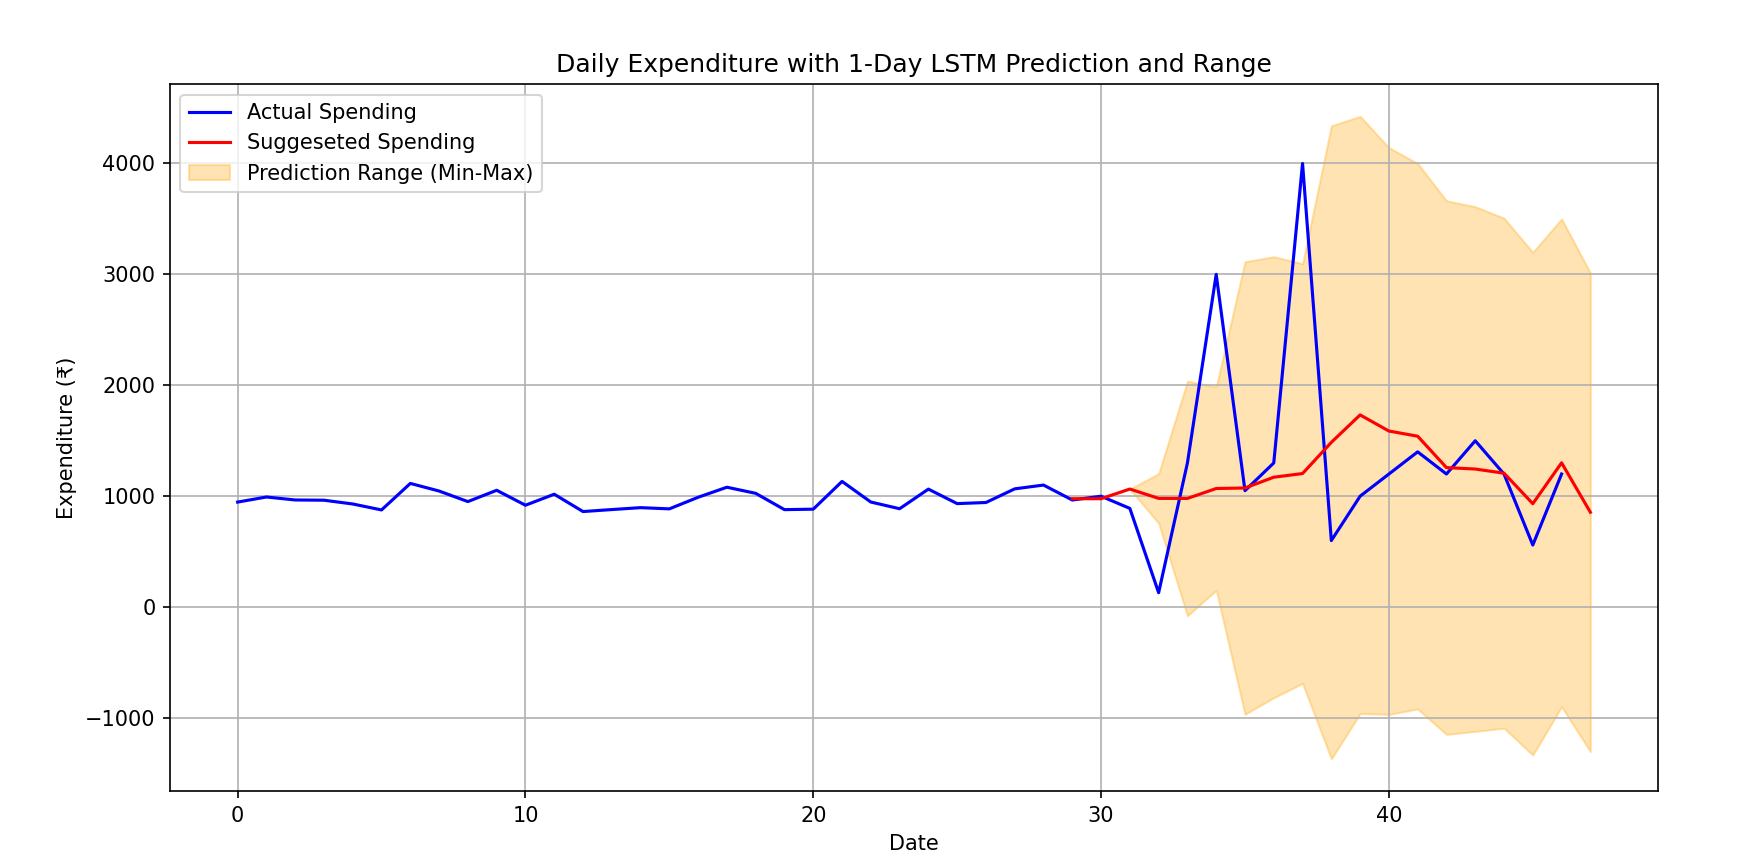 Daily Expenditure with 1-Day LSTM Prediction and Range
Actual Spending
Suggeseted Spending
Prediction Range (Min-Max)
Expenditure (₹)
4000
3000
2000
1000
0
−1000
0 10 20 30 40
Date